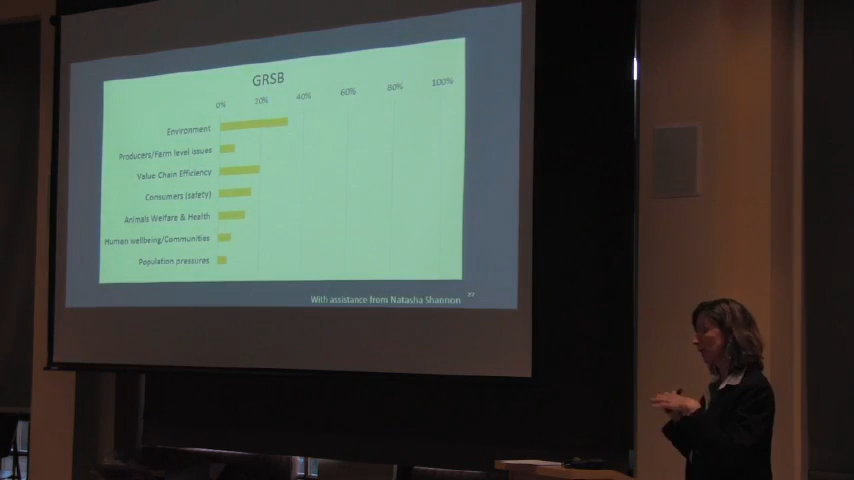 GRSB
0% 20% 40% 60% 80% 100%
Environment
Producers/Farm level issues
Value Chain Efficiency
Consumers (safety)
Animals Welfare & Health
Human wellbeing/Communities
Population pressures
With assistance from Natasha Shannon